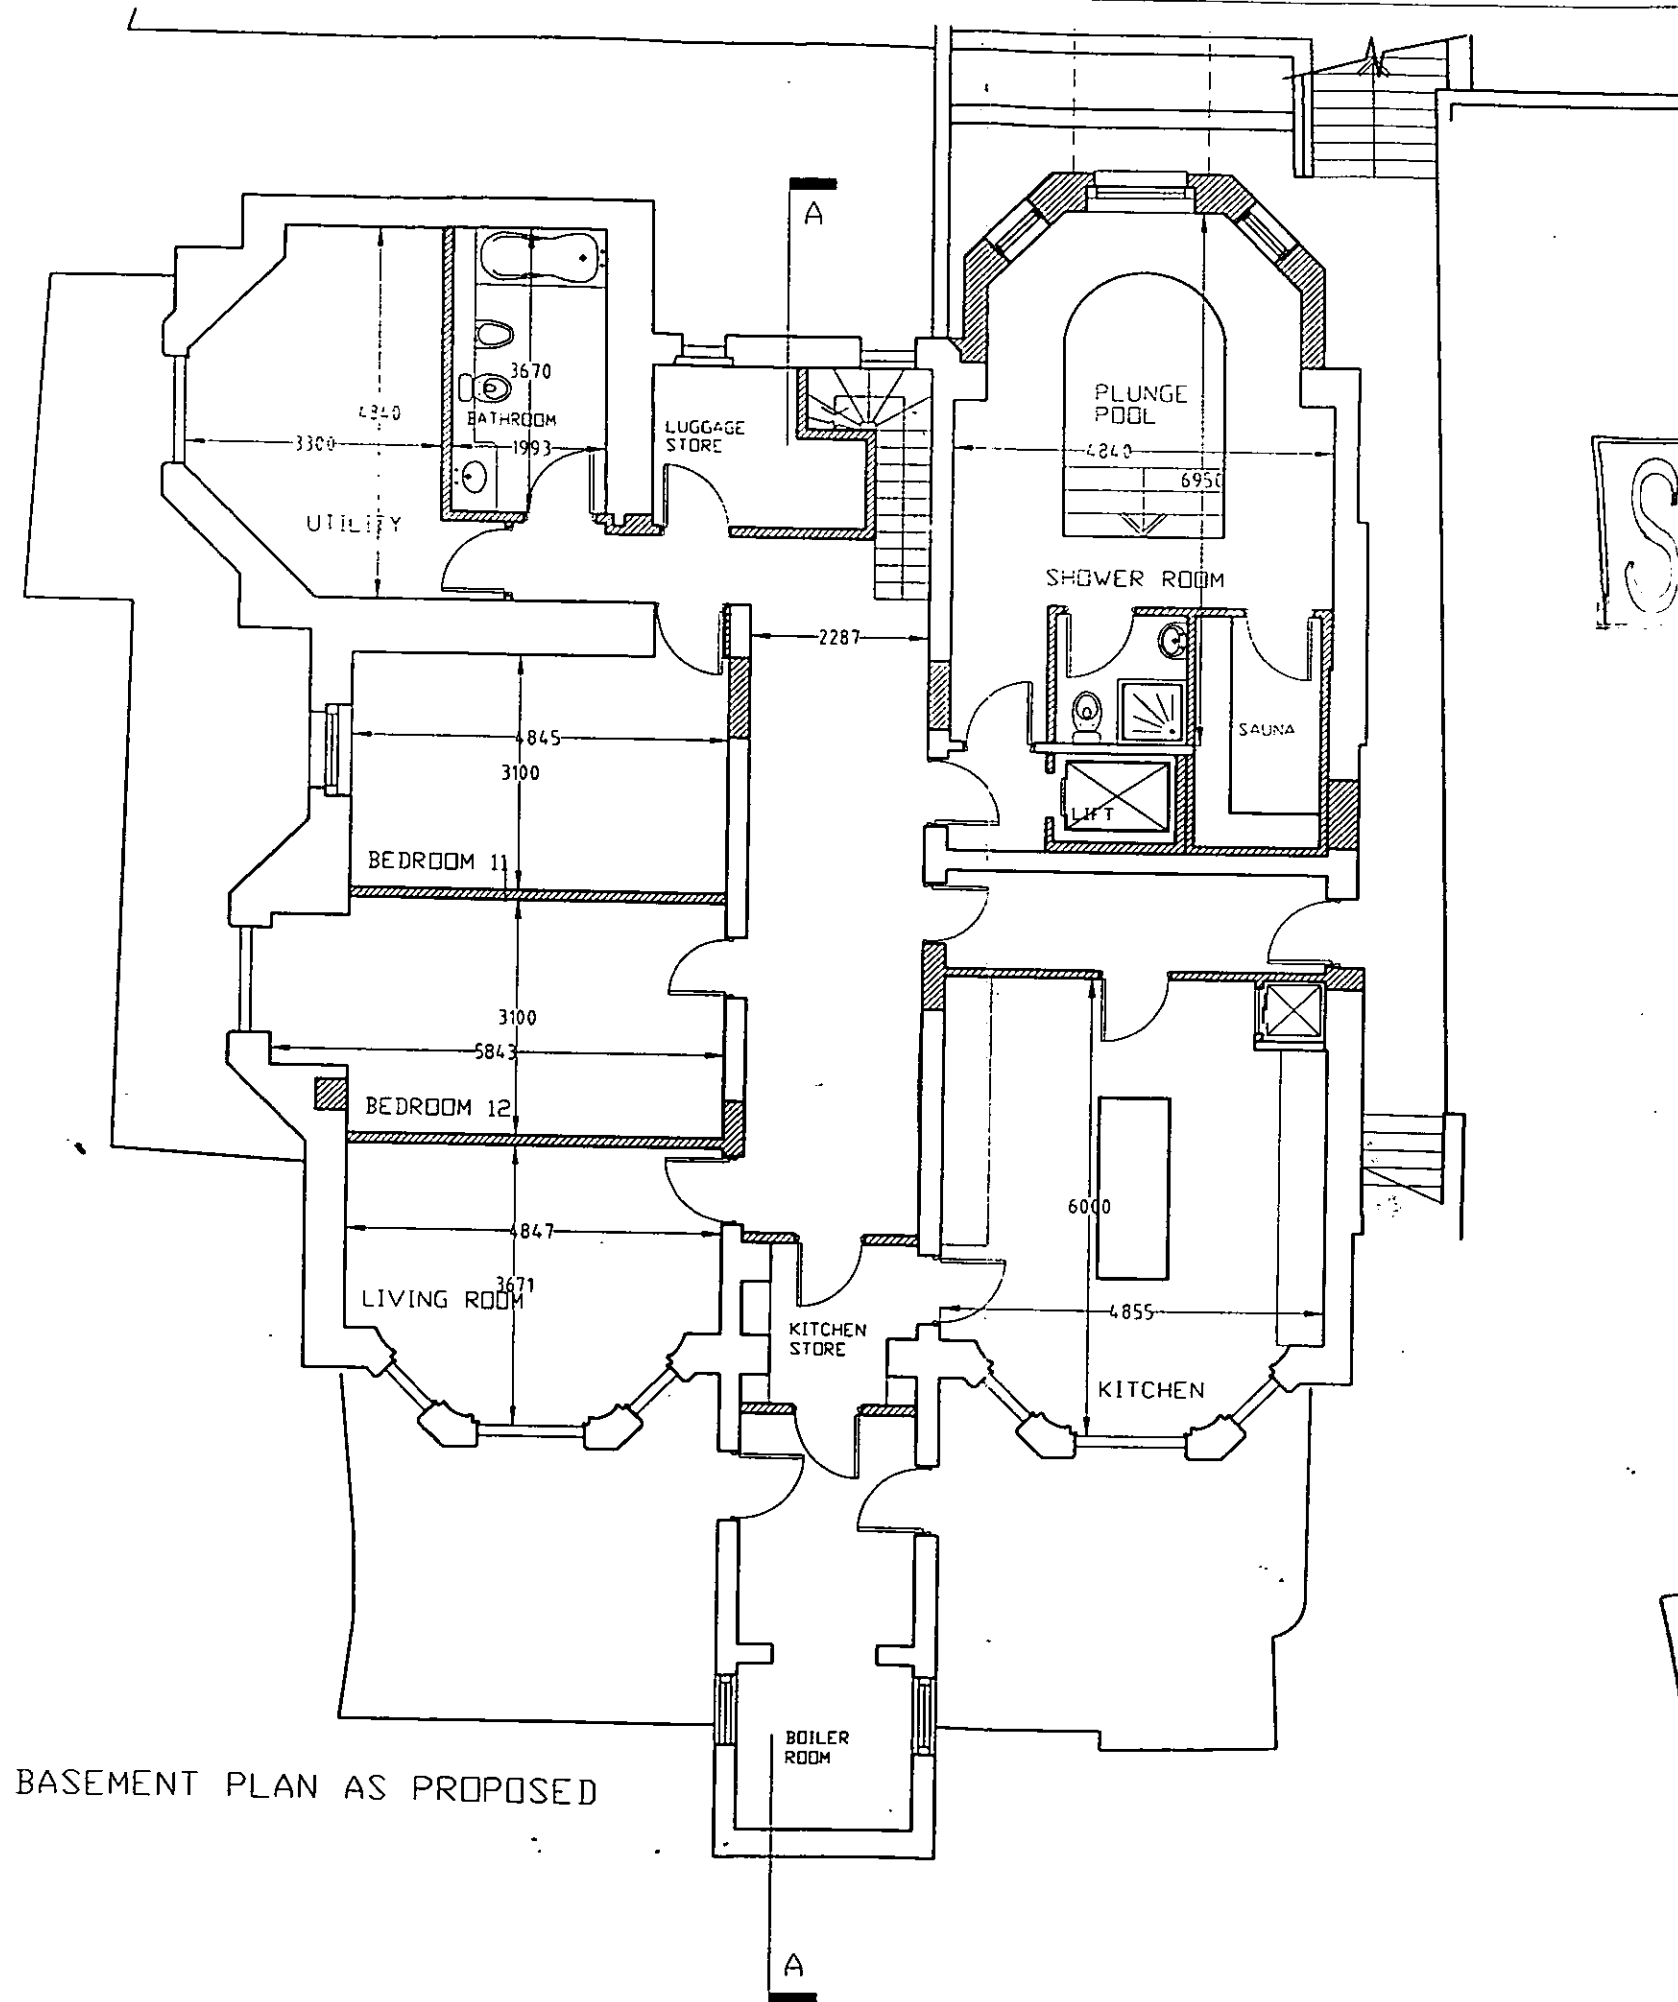 A
3670
4840
BATHROOM
3300
1993
LUGGAGE
STORE
UTILITY
PLUNGE
POOL
4840
SHOWER ROOM
2287
4845
3100
SAUNA
LIFT
BEDROOM 11
3100
5843
BEDROOM 12
6000
4847
3671
LIVING ROOM
4855
KITCHEN
STORE
KITCHEN
BOILER
ROOM
BASEMENT PLAN AS PROPOSED
A